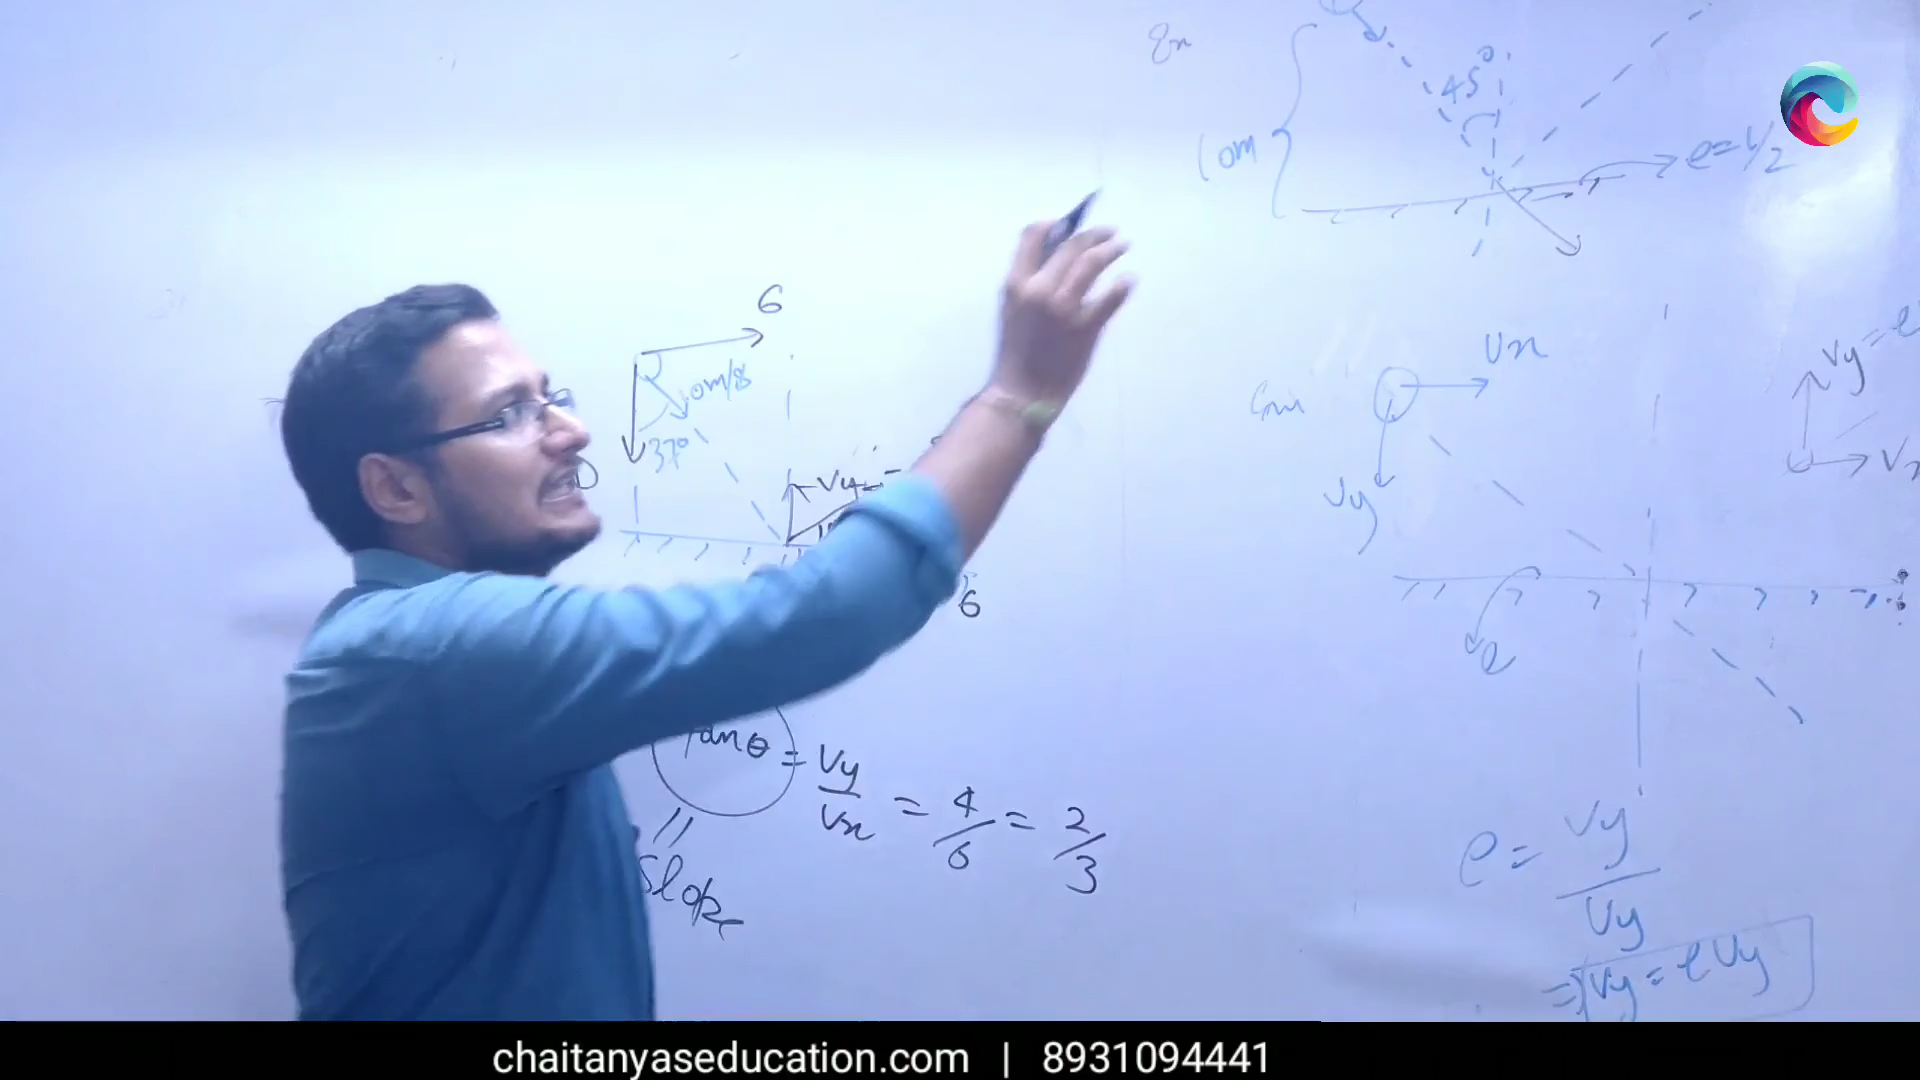 Ex
45°
10m
e=1/2
6
10m/s
37°
Vy=
6
Vx
Vy
Vy = e
Vx
e
tanθ = Vy/Vx = 4/6 = 2/3
Slope
e = Vy'/Vy
⇒ Vy' = eVy
chaitanyaseducation.com | 8931094441